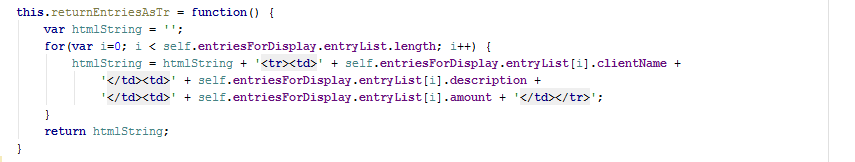 this.returnEntriesAsTr = function() {
    var htmlString = '';
    for(var i=0; i < self.entriesForDisplay.entryList.length; i++) {
        htmlString = htmlString + '<tr><td>' + self.entriesForDisplay.entryList[i].clientName +
            '</td><td>' + self.entriesForDisplay.entryList[i].description +
            '</td><td>' + self.entriesForDisplay.entryList[i].amount + '</td></tr>';
    }
    return htmlString;
}